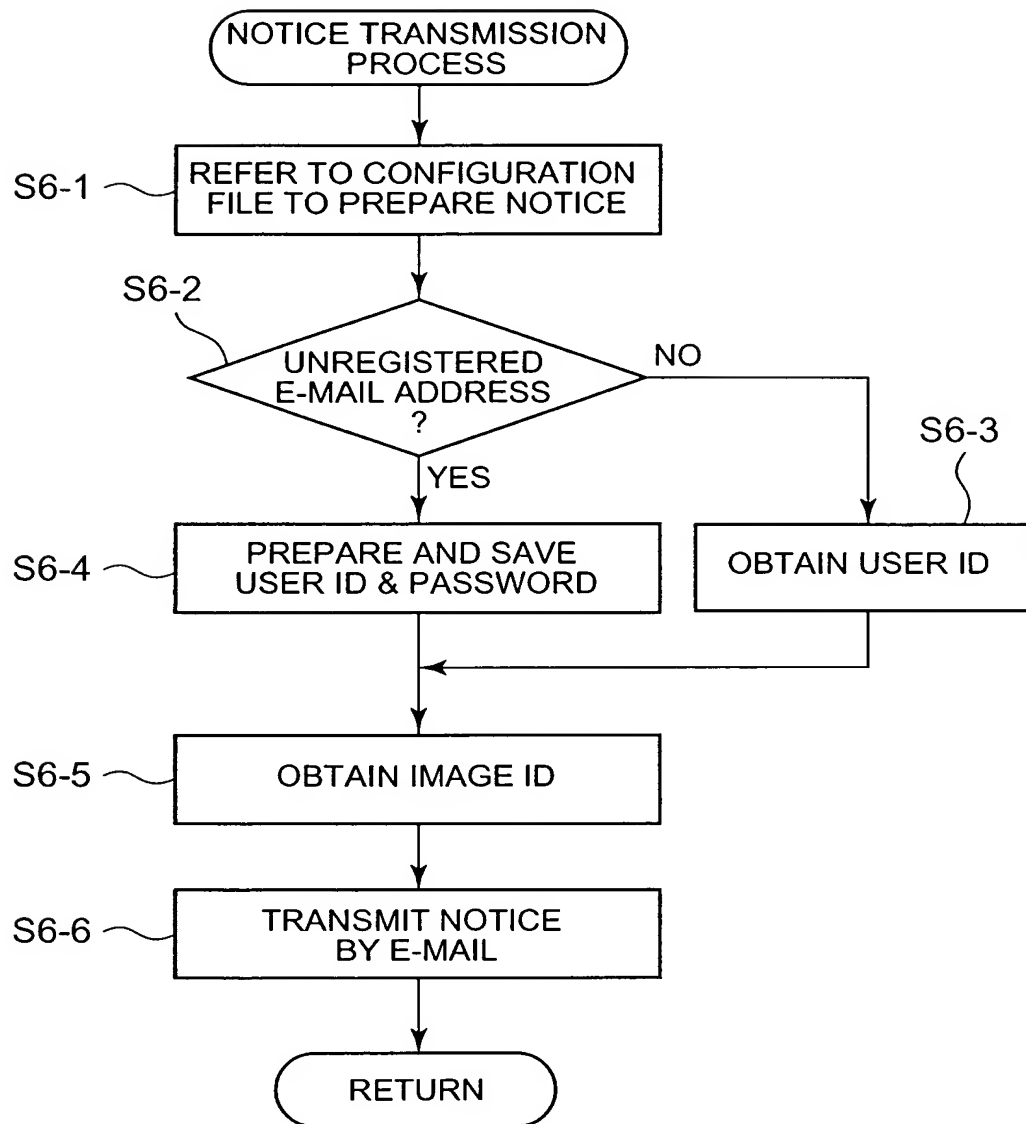 NOTICE TRANSMISSION
PROCESS
S6-1
REFER TO CONFIGURATION
FILE TO PREPARE NOTICE
S6-2
UNREGISTERED
E-MAIL ADDRESS
?
NO
YES
S6-3
OBTAIN USER ID
S6-4
PREPARE AND SAVE
USER ID & PASSWORD
S6-5
OBTAIN IMAGE ID
S6-6
TRANSMIT NOTICE
BY E-MAIL
RETURN